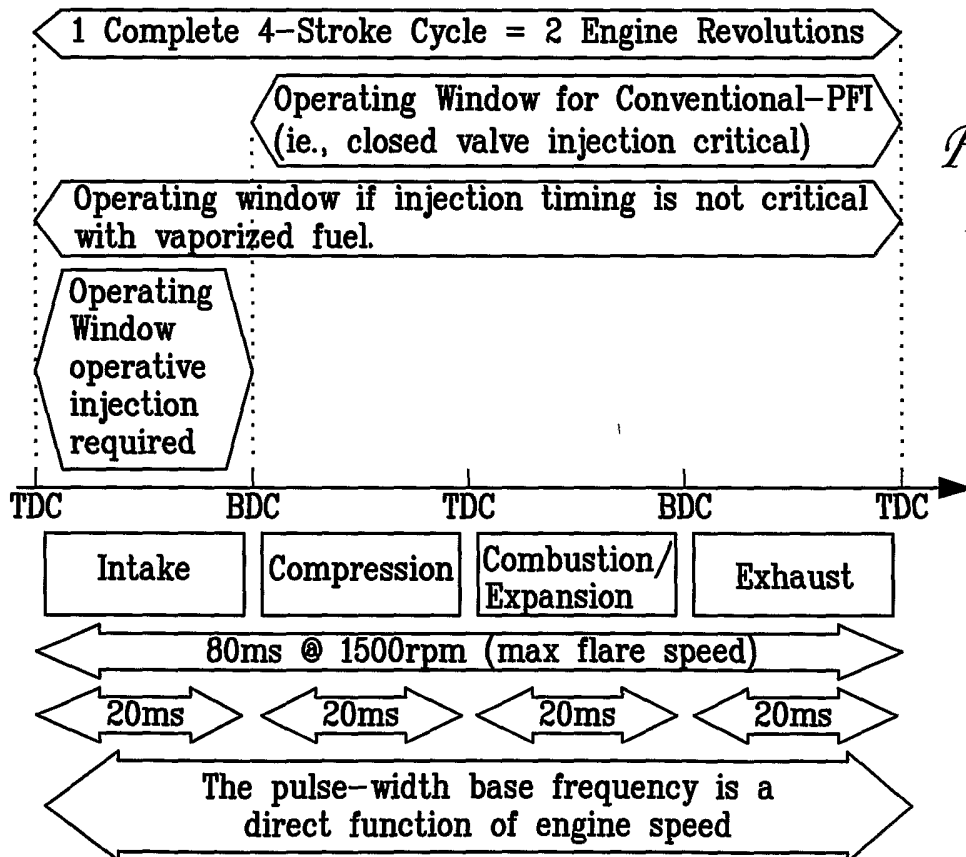 1 Complete 4-Stroke Cycle = 2 Engine Revolutions
Operating Window for Conventional-PFI
(ie., closed valve injection critical)
Operating window if injection timing is not critical
with vaporized fuel.
Operating
Window
operative
injection
required
TDC BDC TDC BDC TDC
Intake
Compression
Combustion/
Expansion
Exhaust
80ms @ 1500rpm (max flare speed)
20ms 20ms 20ms 20ms
The pulse-width base frequency is a
direct function of engine speed